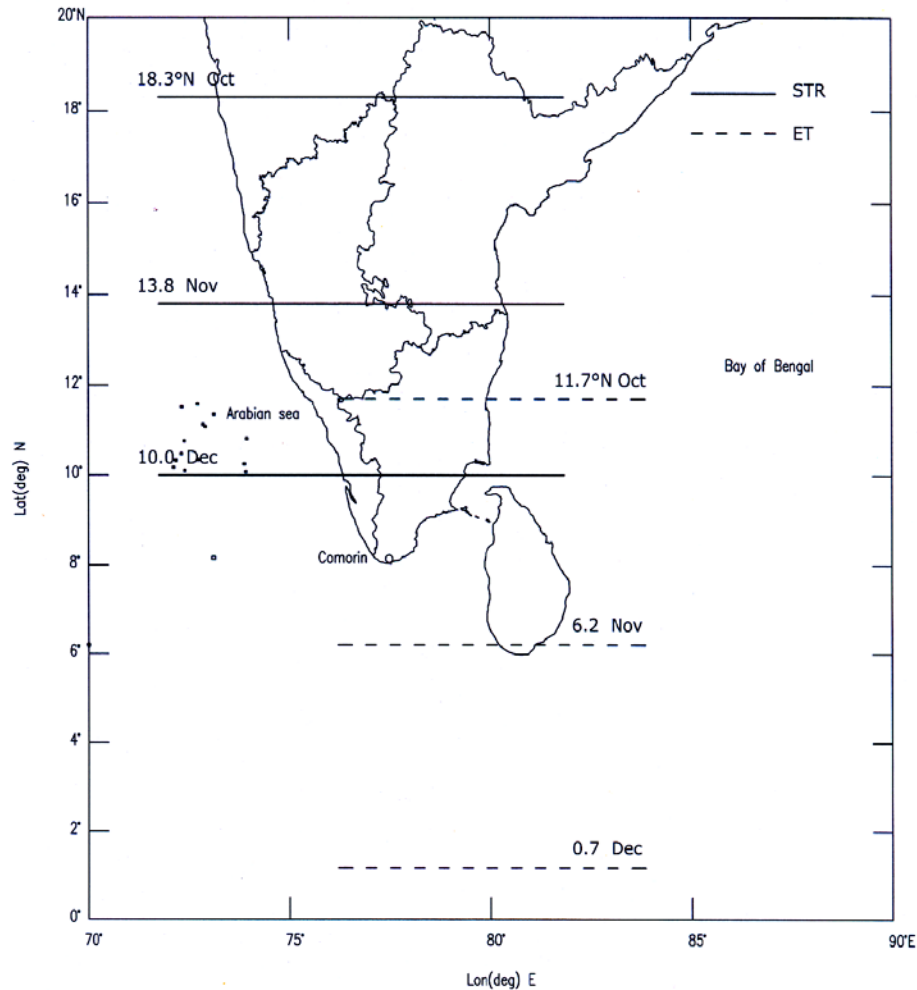 20°N
18.3°N Oct
STR
18°
ET
16°
13.8 Nov
14°
Bay of Bengal
11.7°N Oct
12°
Arabian sea
10.0 Dec
10°
Lat(deg) N
Comorin
8°
6.2 Nov
6°
4°
2°
0.7 Dec
0°
70° 75° 80° 85° 90°E
Lon(deg) E